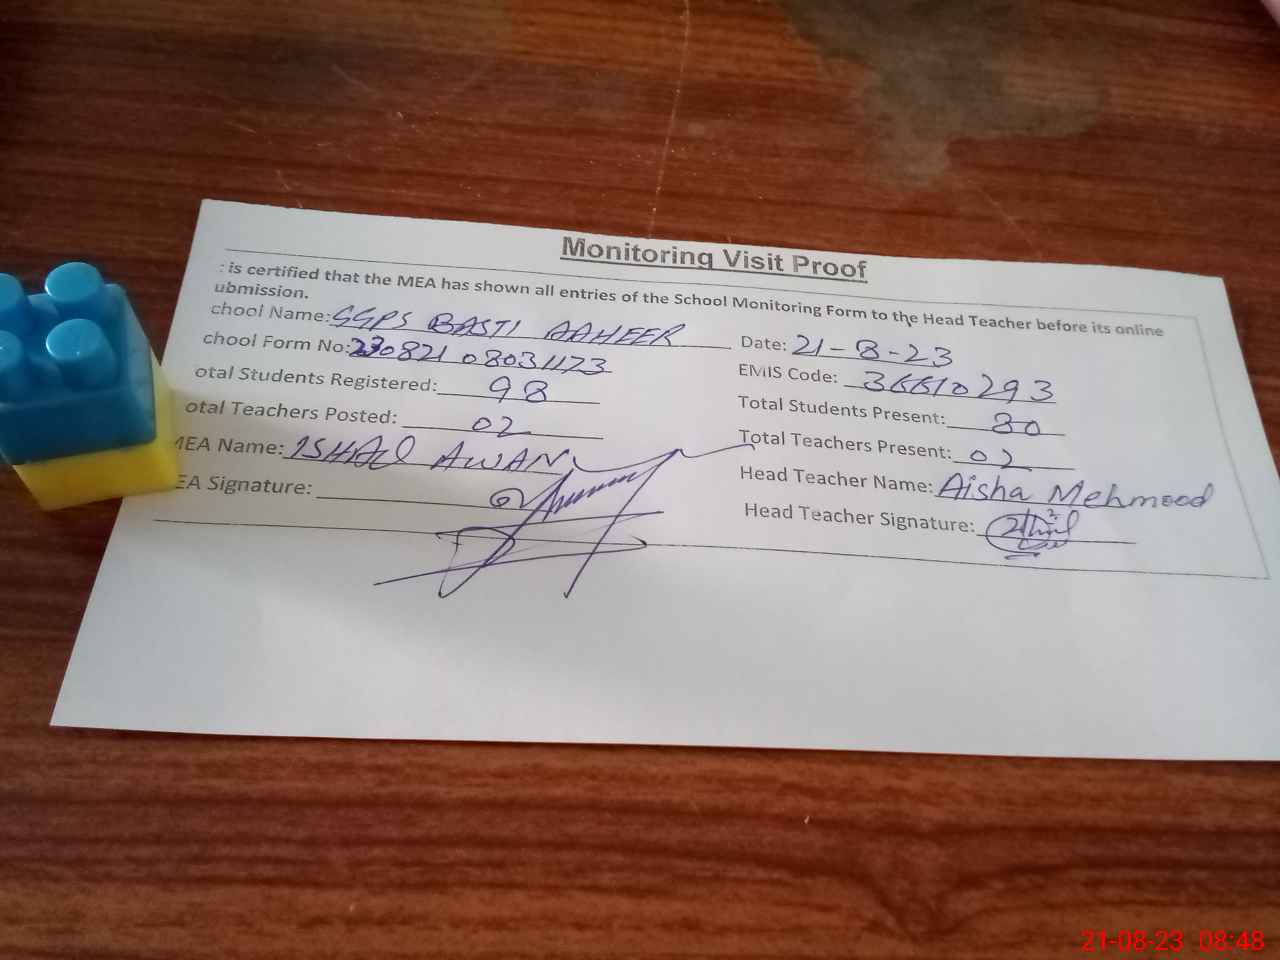 Monitoring Visit Proof
: is certified that the MEA has shown all entries of the School Monitoring Form to the Head Teacher before its online
ubmission.
chool Name: GGPS BASTI AAHEER Date: 21-8-23
chool Form No: 230821 08031173 EMIS Code: 36610293
otal Students Registered: 98 Total Students Present: 80
otal Teachers Posted: 02 Total Teachers Present: 02
MEA Name: ISHAQ AWAN Head Teacher Name: Aisha Mehmood
EA Signature: Head Teacher Signature:
21-08-23 08:48